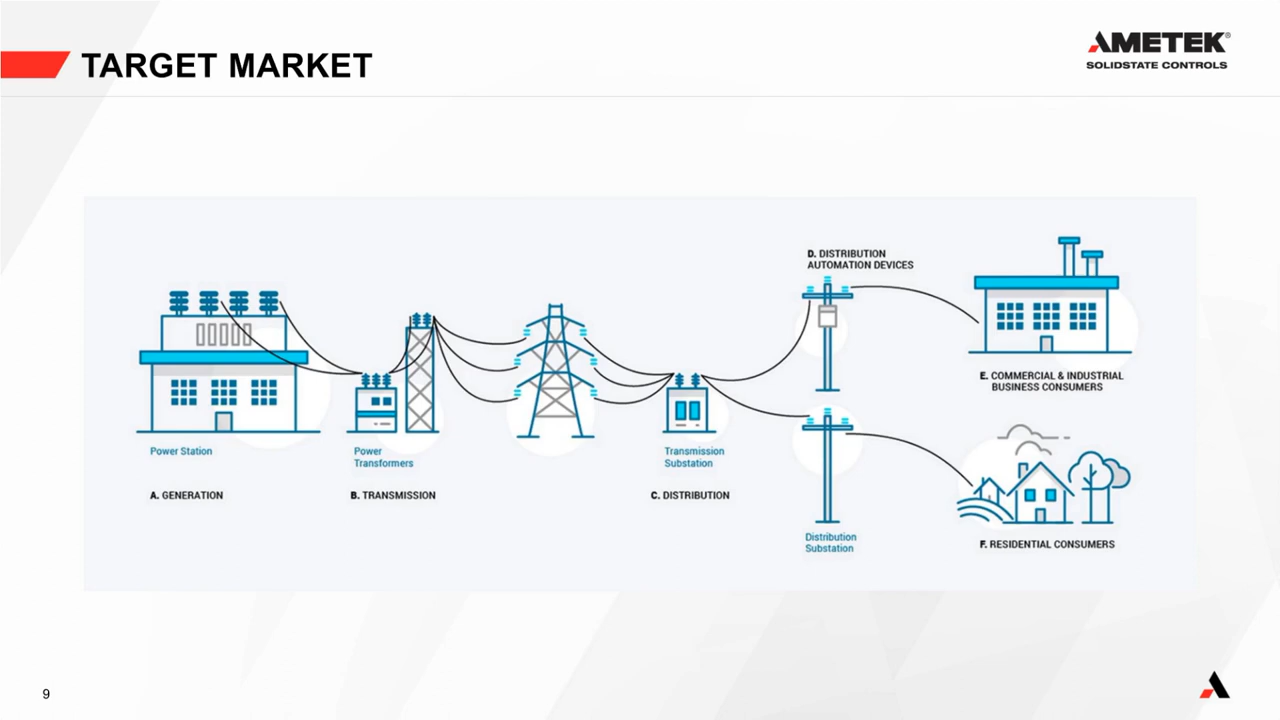 TARGET MARKET
AMETEK®
SOLIDSTATE CONTROLS
D. DISTRIBUTION
AUTOMATION DEVICES
E. COMMERCIAL & INDUSTRIAL
BUSINESS CONSUMERS
Power Station
Power
Transformers
Transmission
Substation
A. GENERATION
B. TRANSMISSION
C. DISTRIBUTION
Distribution
Substation
F. RESIDENTIAL CONSUMERS
9